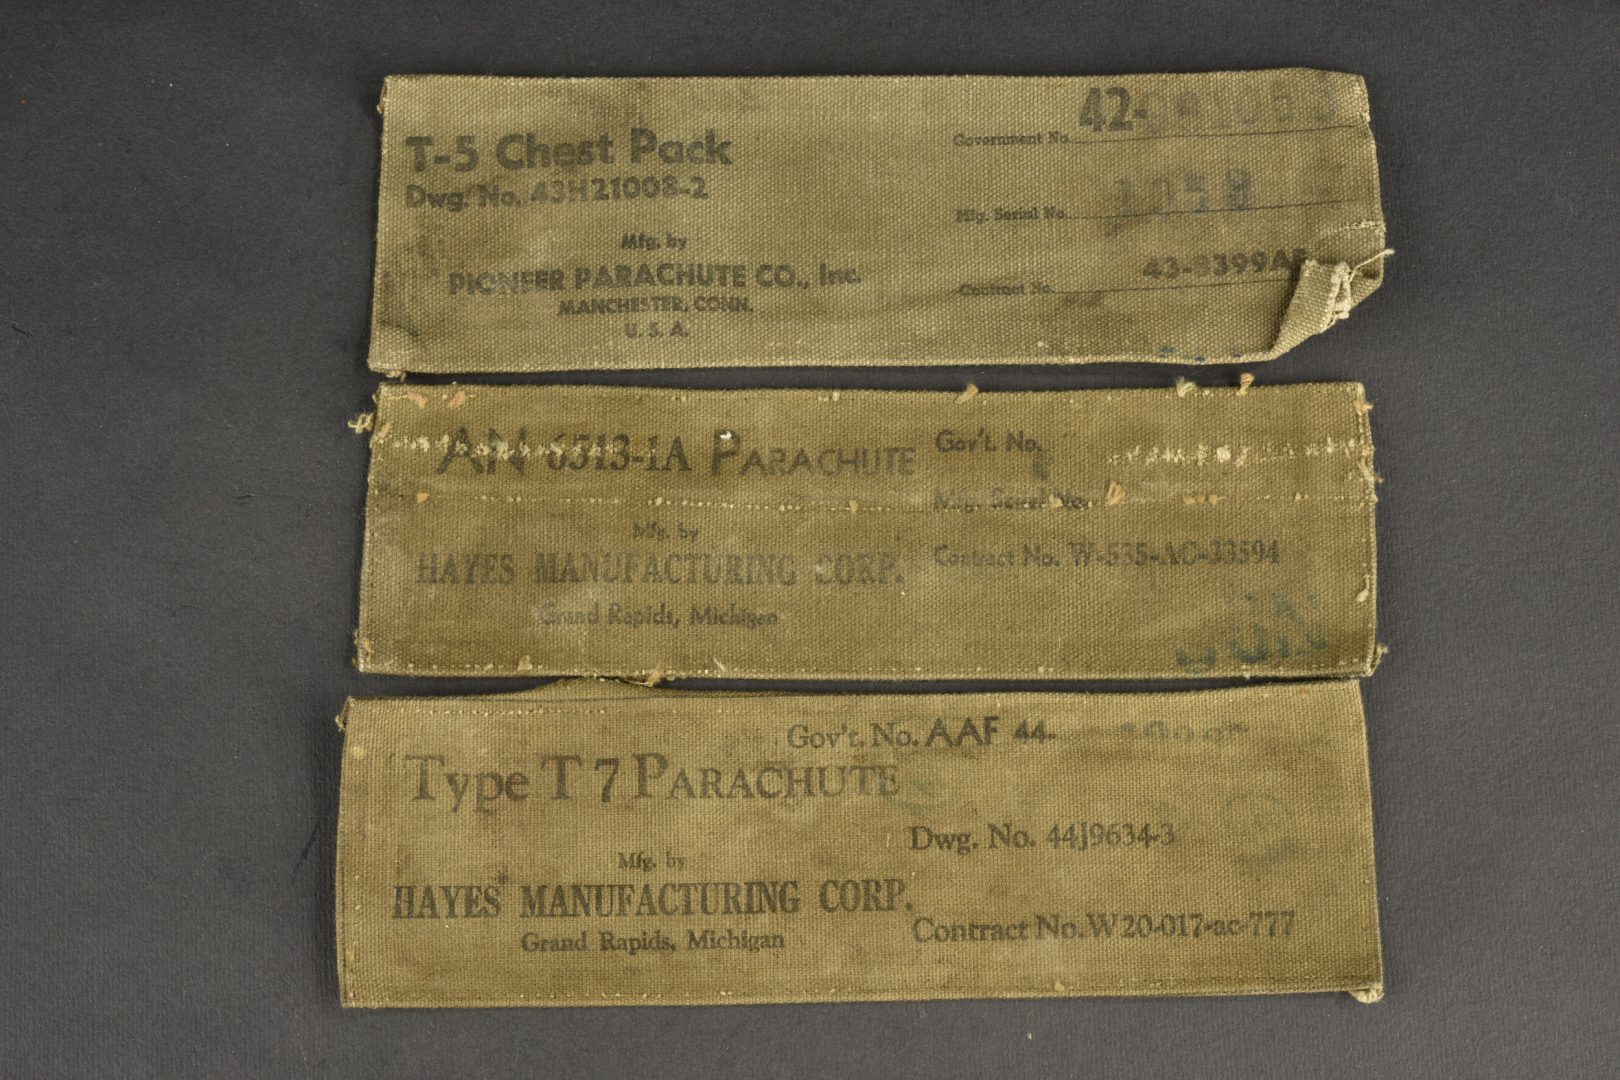 T-5 Chest Pack
Dwg. No. 43H21008-2
Mfg. by
PIONEER PARACHUTE CO., Inc.
MANCHESTER, CONN.
U. S. A.
Government No. 42-
Mfg. Serial No.
Contract No.
AN 6513-1A PARACHUTE
Mfg. by
HAYES MANUFACTURING CORP.
Grand Rapids, Michigan
Gov't. No.
Mfg. Serial No.
Contract No. W-535-AC-33594
Gov't. No. AAF 44-
Type T 7 PARACHUTE
Dwg. No. 44J9634-3
Mfg. by
HAYES MANUFACTURING CORP.
Grand Rapids, Michigan
Contract No. W20-017-ac-777